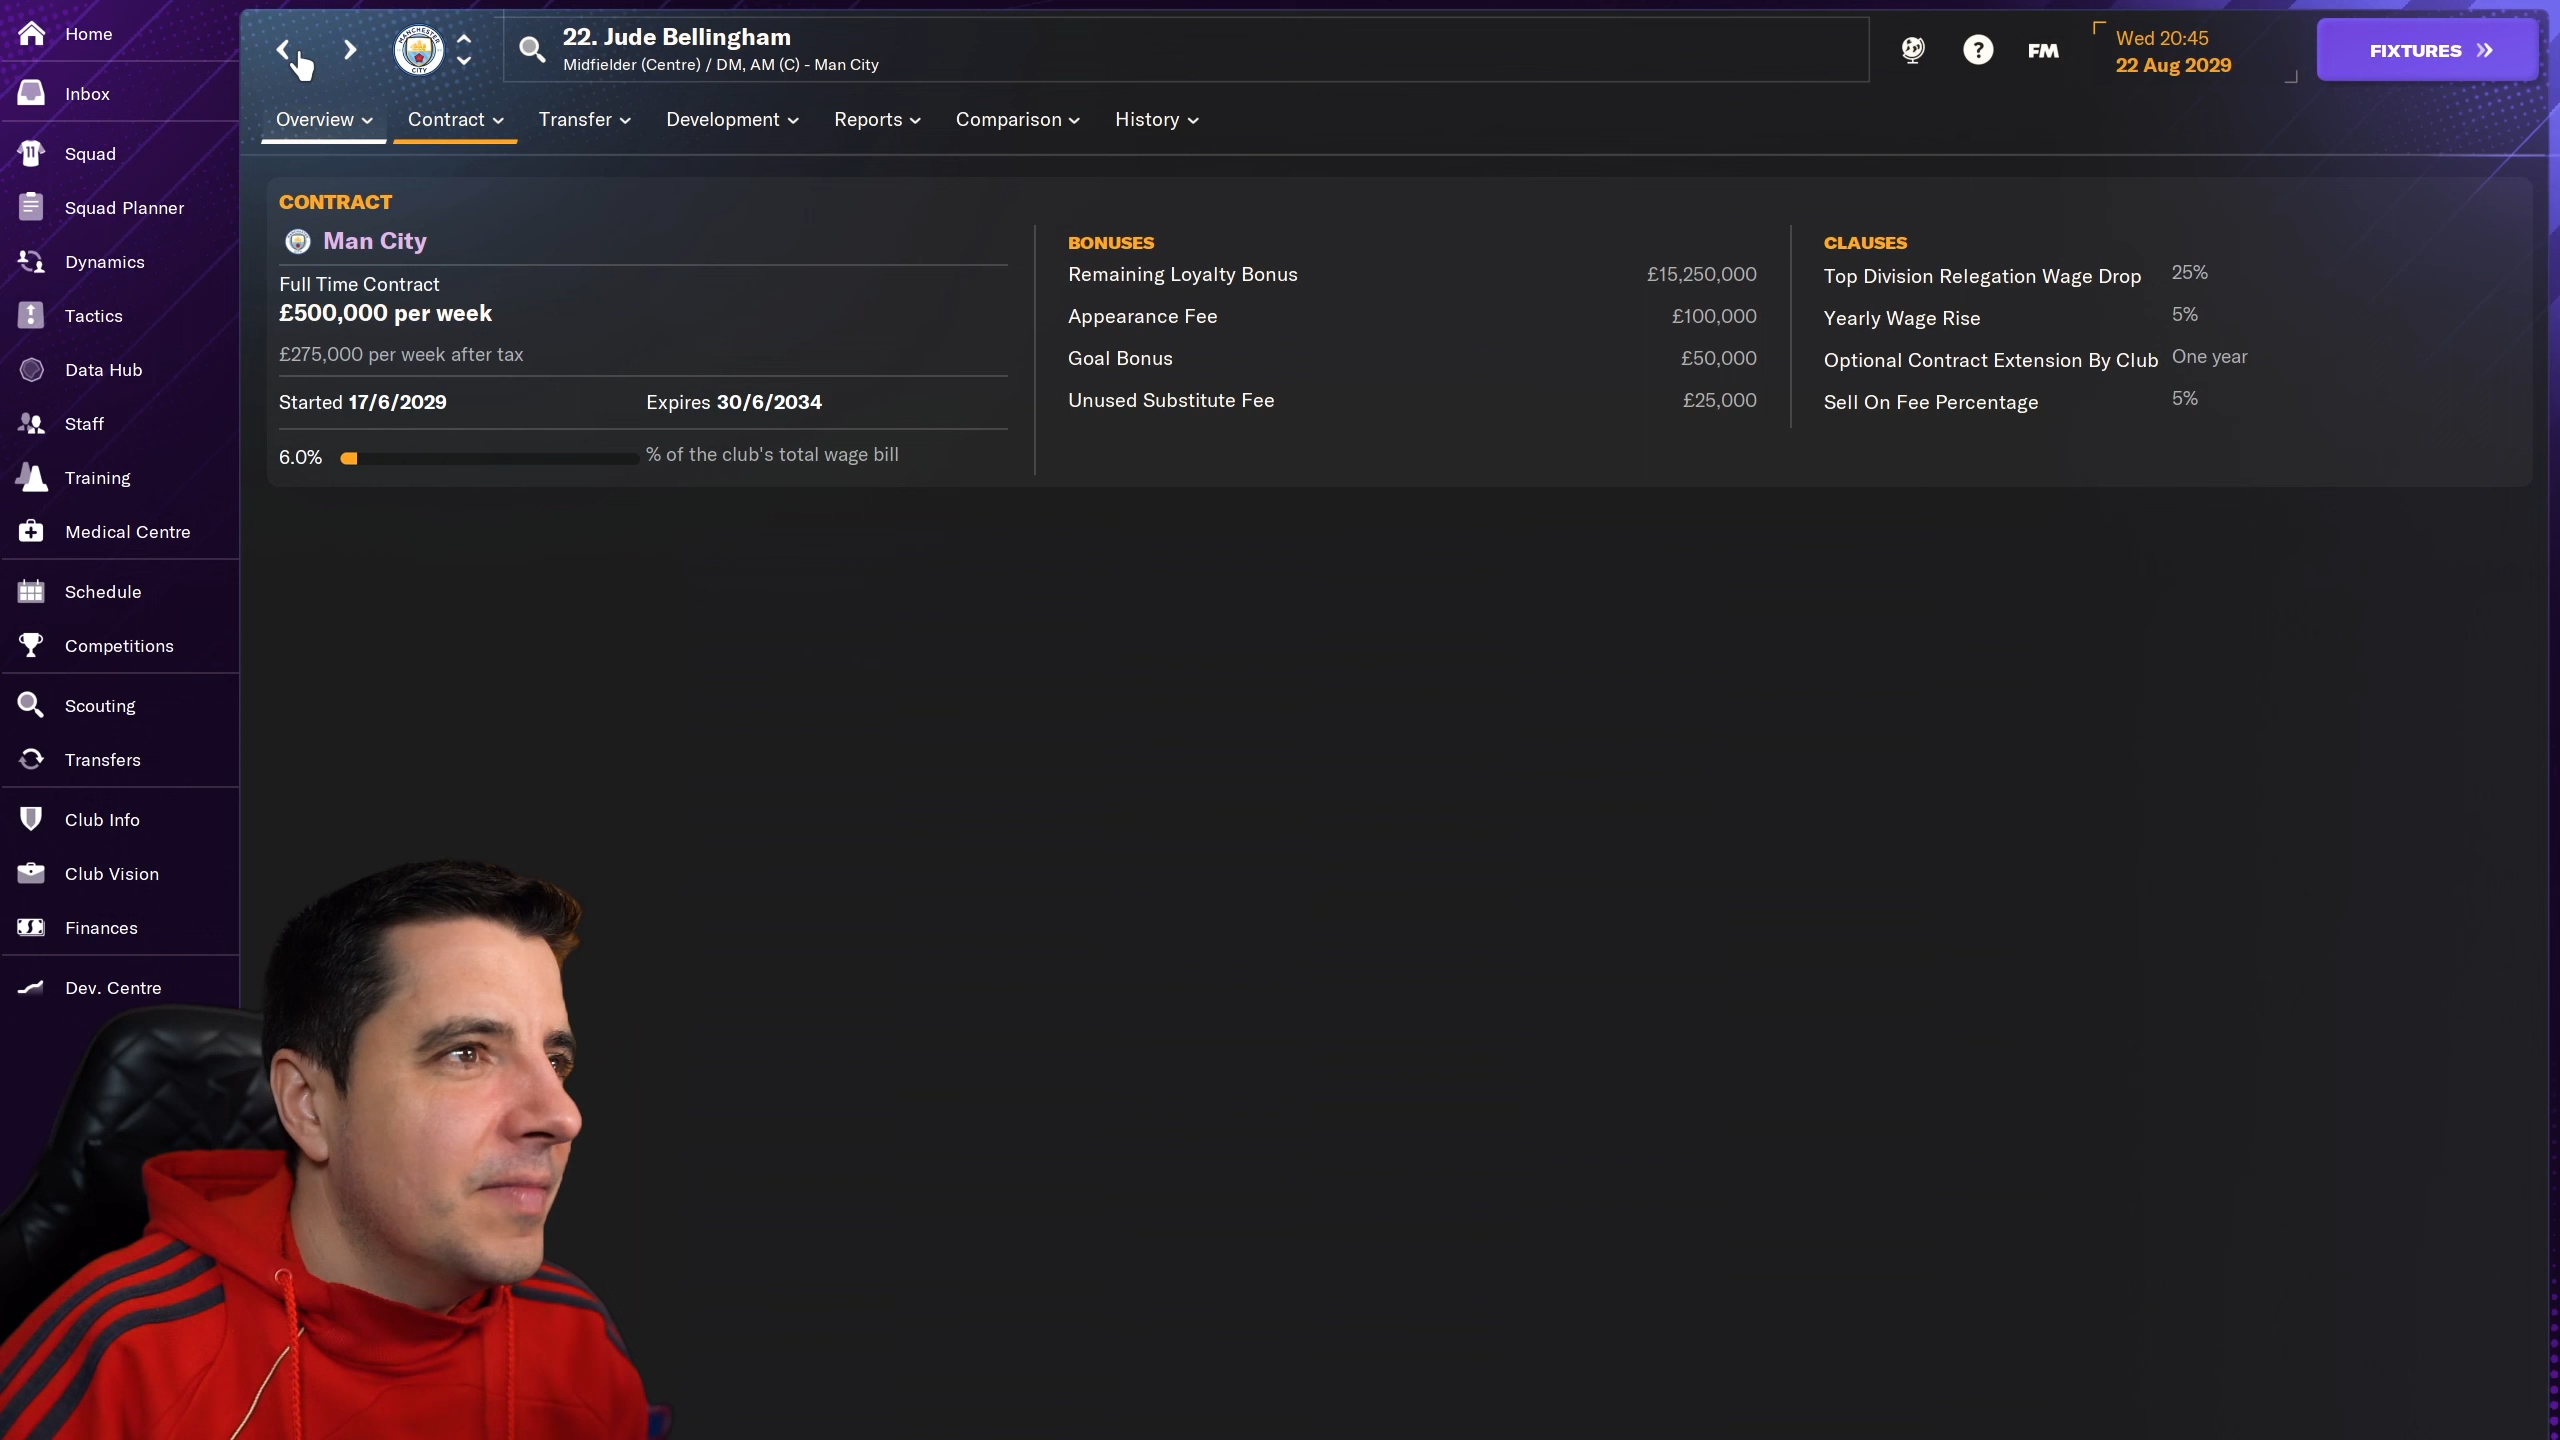 Home
Inbox
Squad
Squad Planner
Dynamics
Tactics
Data Hub
Staff
Training
Medical Centre
Schedule
Competitions
Scouting
Transfers
Club Info
Club Vision
Finances
Dev. Centre
MANCHESTER CITY
22. Jude Bellingham
Midfielder (Centre) / DM, AM (C) - Man City
?
FM
Wed 20:45
22 Aug 2029
FIXTURES
Overview
Contract
Transfer
Development
Reports
Comparison
History
CONTRACT
Man City
Full Time Contract
£500,000 per week
£275,000 per week after tax
Started 17/6/2029 Expires 30/6/2034
6.0% % of the club's total wage bill
BONUSES
Remaining Loyalty Bonus £15,250,000
Appearance Fee £100,000
Goal Bonus £50,000
Unused Substitute Fee £25,000
CLAUSES
Top Division Relegation Wage Drop 25%
Yearly Wage Rise 5%
Optional Contract Extension By Club One year
Sell On Fee Percentage 5%